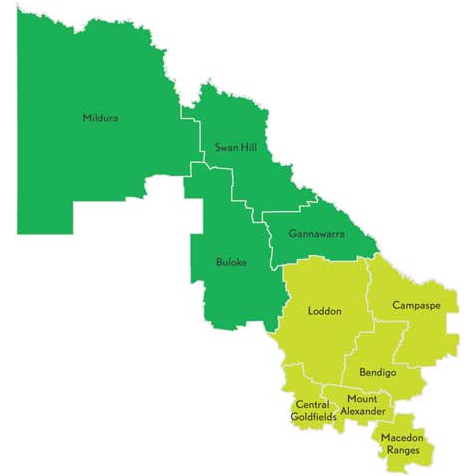 Mildura
Swan Hill
Gannawarra
Buloke
Loddon
Campaspe
Bendigo
Central
Goldfields
Mount
Alexander
Macedon
Ranges